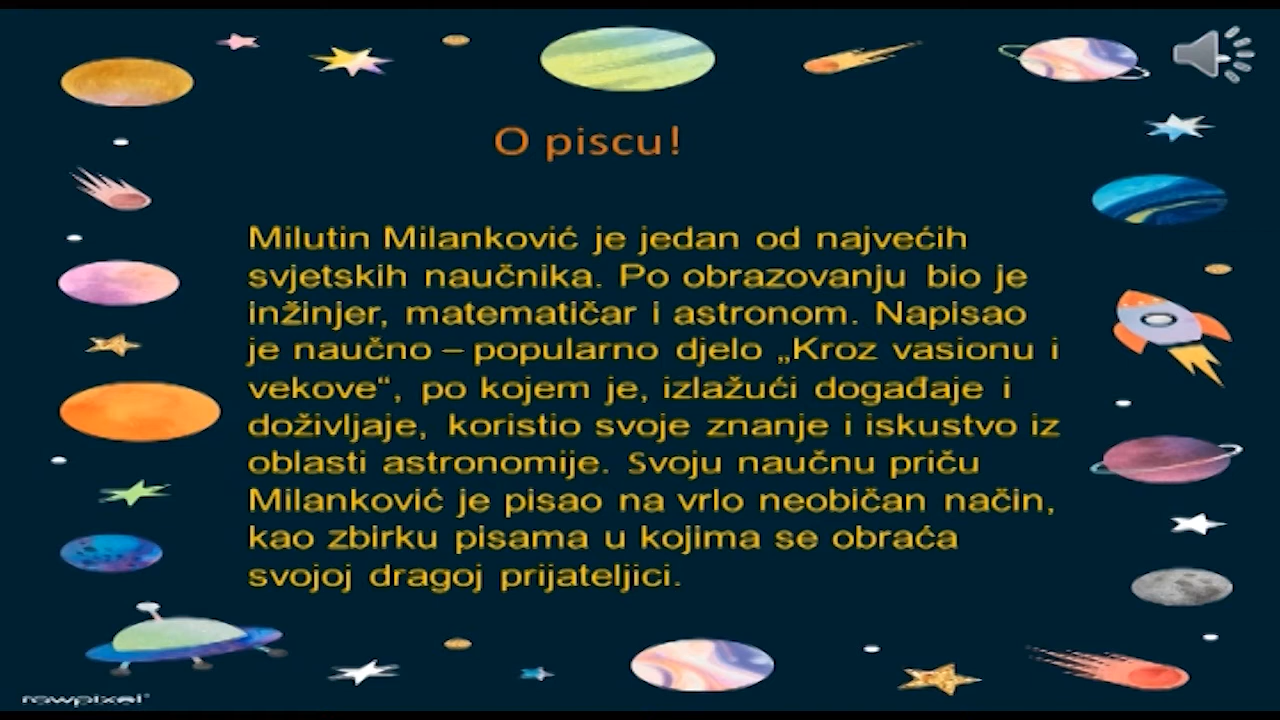 O piscu!
Milutin Milanković je jedan od najvećih
svjetskih naučnika. Po obrazovanju bio je
inžinjer, matematičar i astronom. Napisao
je naučno – popularno djelo „Kroz vasionu i
vekove“, po kojem je, izlažući događaje i
doživljaje, koristio svoje znanje i iskustvo iz
oblasti astronomije. Svoju naučnu priču
Milanković je pisao na vrlo neobičan način,
kao zbirku pisama u kojima se obraća
svojoj dragoj prijateljici.
rawpixel